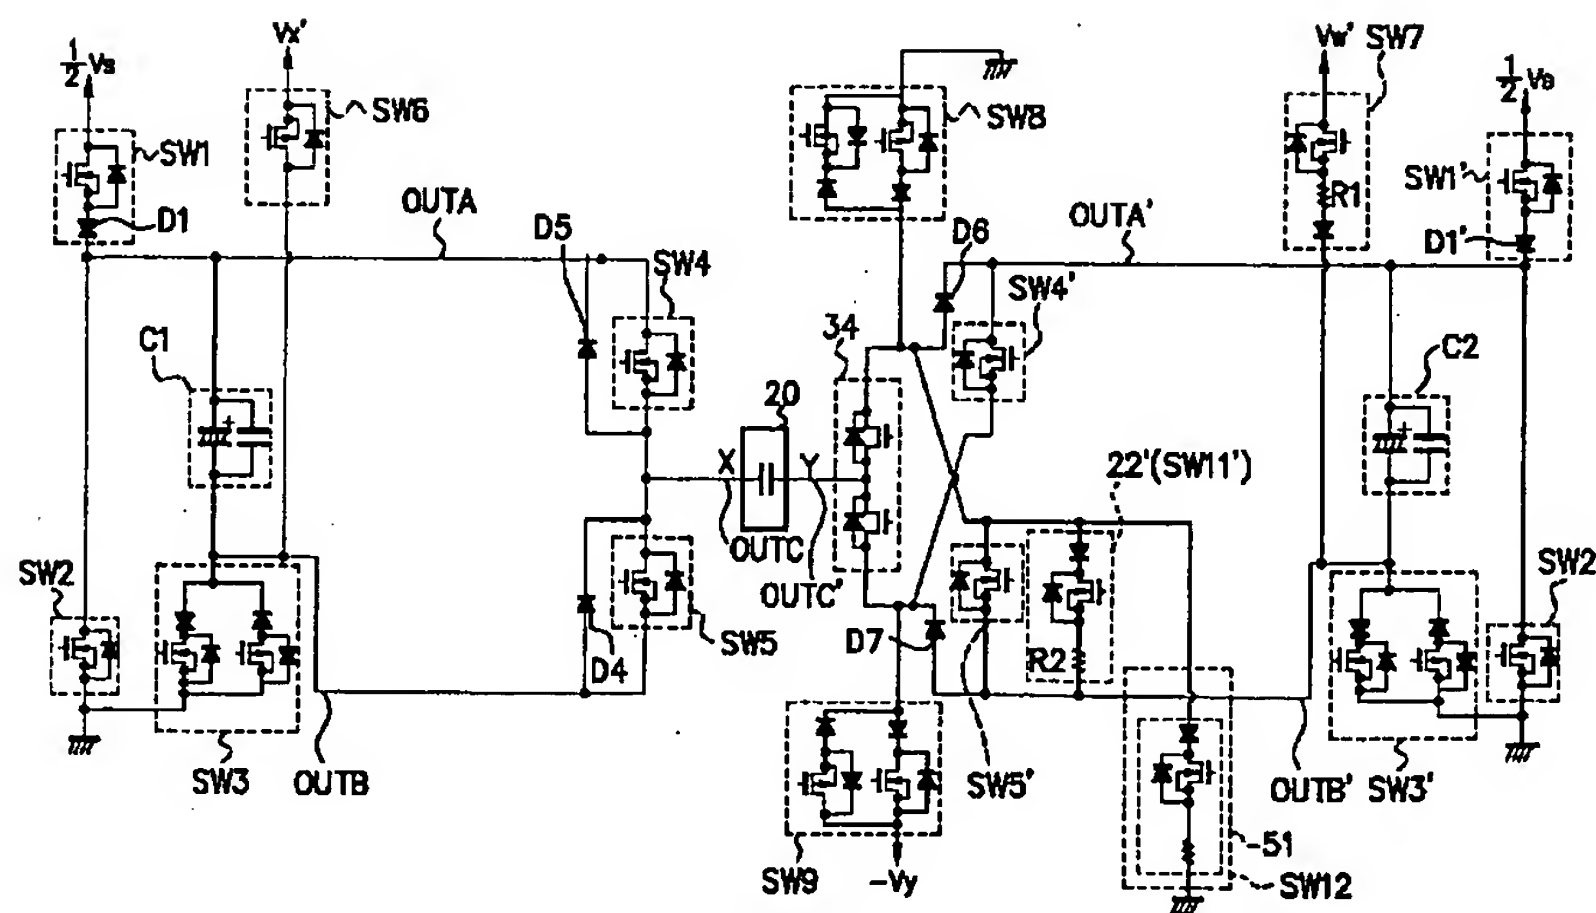 Vx'
Vw'
SW7
½ Vs
½ Vs
SW6
SW8
SW1
SW1'
R1
OUTA
OUTA'
D1
D5
D6
D1'
SW4
SW4'
34
C1
C2
20
X
Y
22'(SW11')
OUTC
OUTC'
SW2
SW2
SW5
D4
D7
R2
SW3
OUTB
SW5'
OUTB'
SW3'
51
SW9
-Vy
SW12